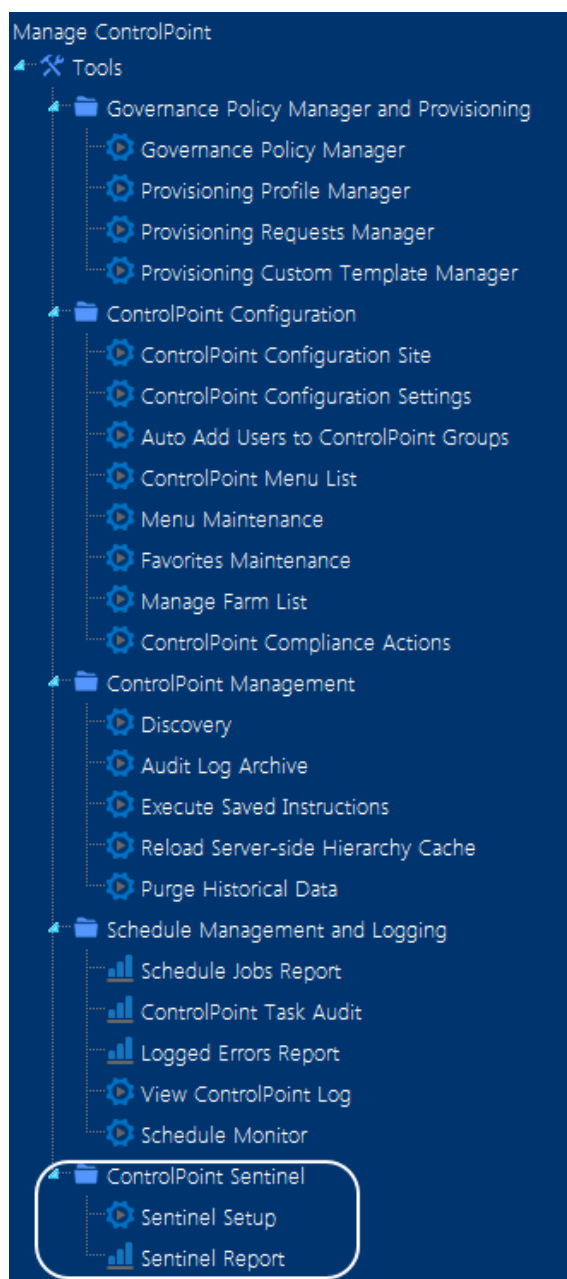 Manage ControlPoint
Tools
Governance Policy Manager and Provisioning
Governance Policy Manager
Provisioning Profile Manager
Provisioning Requests Manager
Provisioning Custom Template Manager
ControlPoint Configuration
ControlPoint Configuration Site
ControlPoint Configuration Settings
Auto Add Users to ControlPoint Groups
ControlPoint Menu List
Menu Maintenance
Favorites Maintenance
Manage Farm List
ControlPoint Compliance Actions
ControlPoint Management
Discovery
Audit Log Archive
Execute Saved Instructions
Reload Server-side Hierarchy Cache
Purge Historical Data
Schedule Management and Logging
Schedule Jobs Report
ControlPoint Task Audit
Logged Errors Report
View ControlPoint Log
Schedule Monitor
ControlPoint Sentinel
Sentinel Setup
Sentinel Report